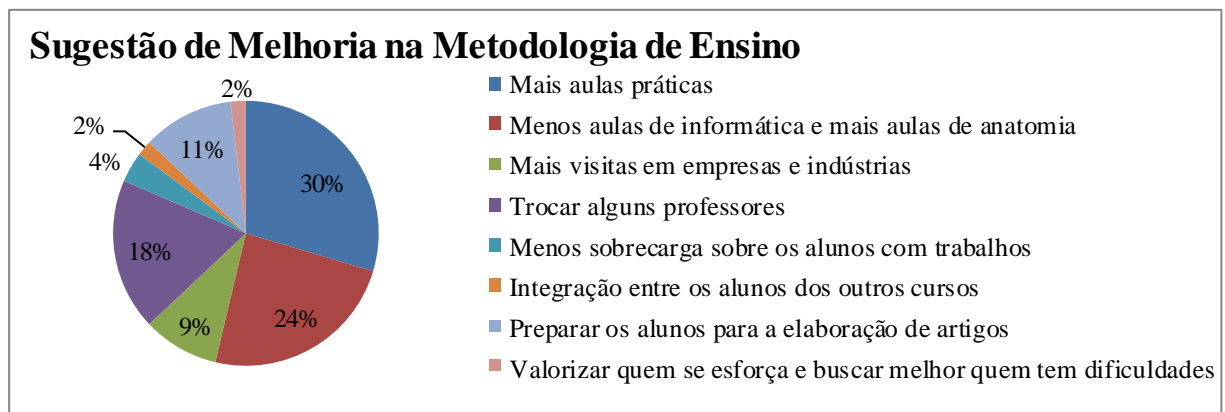 Sugestão de Melhoria na Metodologia de Ensino
2%
2%
11%
4%
30%
18%
24%
9%
Mais aulas práticas
Menos aulas de informática e mais aulas de anatomia
Mais visitas em empresas e indústrias
Trocar alguns professores
Menos sobrecarga sobre os alunos com trabalhos
Integração entre os alunos dos outros cursos
Preparar os alunos para a elaboração de artigos
Valorizar quem se esforça e buscar melhor quem tem dificuldades